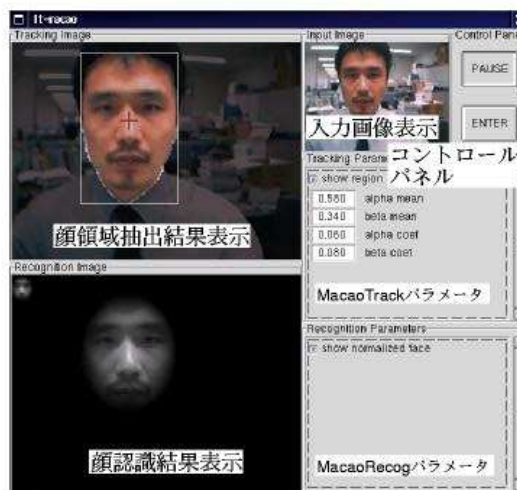 lt-macao
Tracking Image
顔領域抽出結果表示
Input Image
入力画像表示
Control Pane
PAUSE
ENTER
コントロール
パネル
Tracking Parame
show region
0.580 alpha mean
0.340 beta mean
0.060 alpha coef
0.080 beta coef
MacaoTrackパラメータ
Recognition Image
顔認識結果表示
Recognition Parameters
show normalized face
MacaoRecogパラメータ